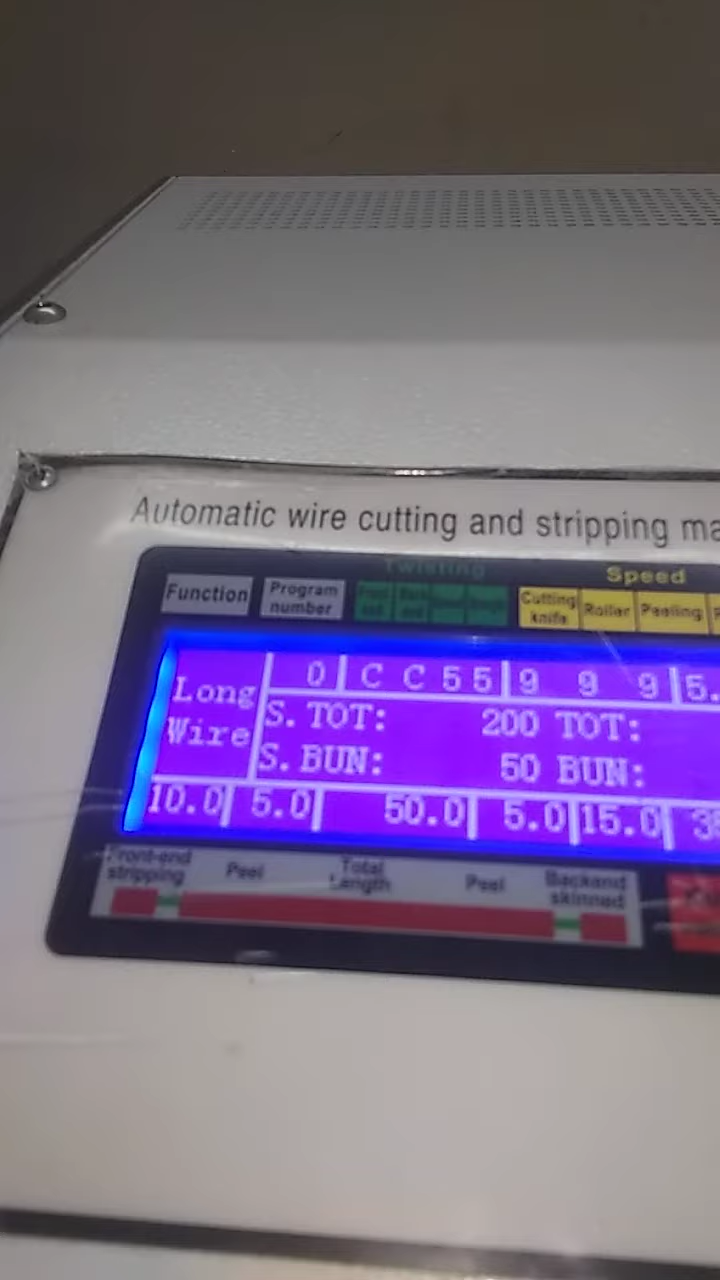 Automatic wire cutting and stripping ma
Twisting Speed
Function Program number Cutting knife Roller Peeling
Long Wire 0 C C 5 5 9 9 9 5.
S. TOT: 200 TOT:
S. BUN: 50 BUN:
10.0 5.0 50.0 5.0 15.0
Front-end stripping Peel Total Length Peel Backend skinned